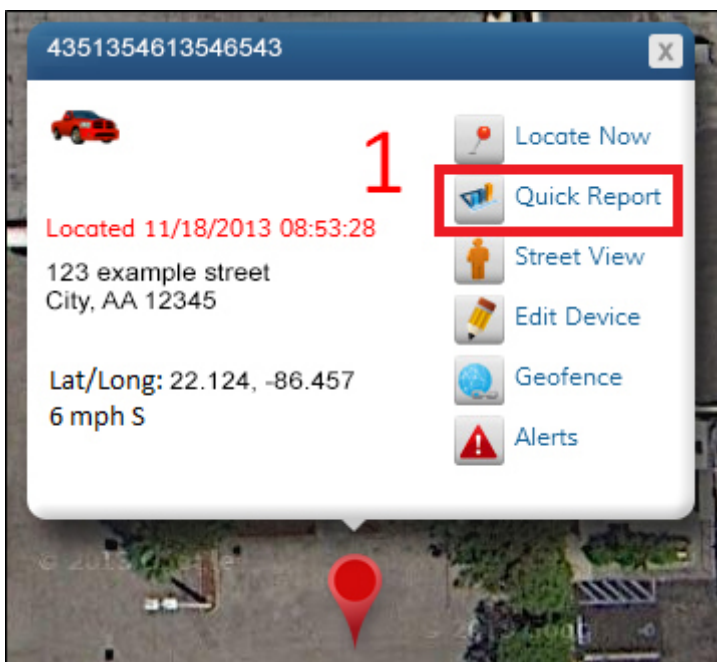 4351354613546543
X
1
Locate Now
Quick Report
Located 11/18/2013 08:53:28
Street View
123 example street
City, AA 12345
Edit Device
Lat/Long: 22.124, -86.457
Geofence
6 mph S
Alerts